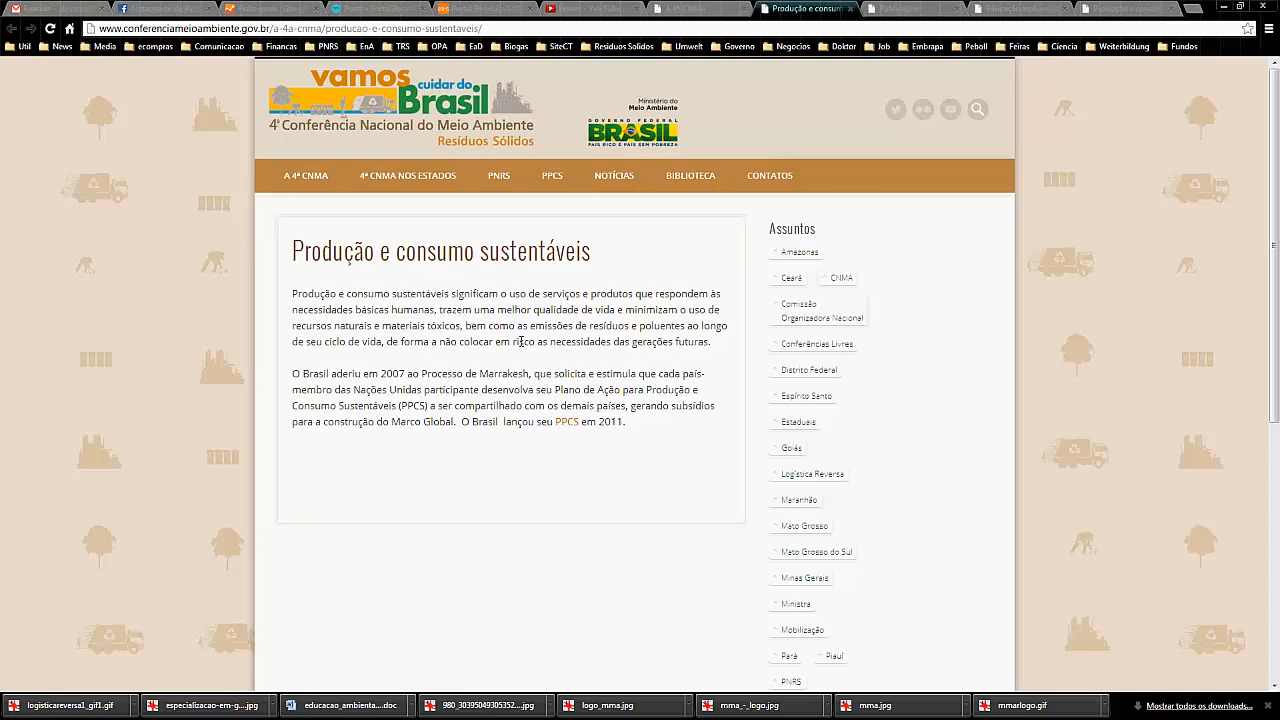 Produção e consum
www.conferenciameioambiente.gov.br/a-4a-cnma/producao-e-consumo-sustentaveis/
Util News Media ecompras Comunicacao Financas PNRS EnA TRS OPA EaD Biogas SiteCT Residuos Solidos Umwelt Governo Negocios Doktor Job Embrapa Peboll Feiras Ciencia Weiterbildung Fundos
vamos cuidar do Brasil
4ª Conferência Nacional do Meio Ambiente
Resíduos Sólidos
Ministério do
Meio Ambiente
GOVERNO FEDERAL
BRASIL
PAÍS RICO É PAÍS SEM POBREZA
A 4ª CNMA 4ª CNMA NOS ESTADOS PNRS PPCS NOTÍCIAS BIBLIOTECA CONTATOS
Produção e consumo sustentáveis
Produção e consumo sustentáveis significam o uso de serviços e produtos que respondem às
necessidades básicas humanas, trazem uma melhor qualidade de vida e minimizam o uso de
recursos naturais e materiais tóxicos, bem como as emissões de resíduos e poluentes ao longo
de seu ciclo de vida, de forma a não colocar em risco as necessidades das gerações futuras.
O Brasil aderiu em 2007 ao Processo de Marrakesh, que solicita e estimula que cada país-
membro das Nações Unidas participante desenvolva seu Plano de Ação para Produção e
Consumo Sustentáveis (PPCS) a ser compartilhado com os demais países, gerando subsídios
para a construção do Marco Global. O Brasil lançou seu PPCS em 2011.
Assuntos
Amazonas
Ceará CNMA
Comissão
Organizadora Nacional
Conferências Livres
Distrito Federal
Espírito Santo
Estaduais
Goiás
Logística Reversa
Maranhão
Mato Grosso
Mato Grosso do Sul
Minas Gerais
Ministra
Mobilização
Pará Piauí
PNRS
logisticareversa1_gif1.gif especializacao-em-g....jpg educacao_ambienta....doc 980_30395049305352....jpg logo_mma.jpg mma_-_logo.jpg mma.jpg mmarlogo.gif Mostrar todos os downloads...